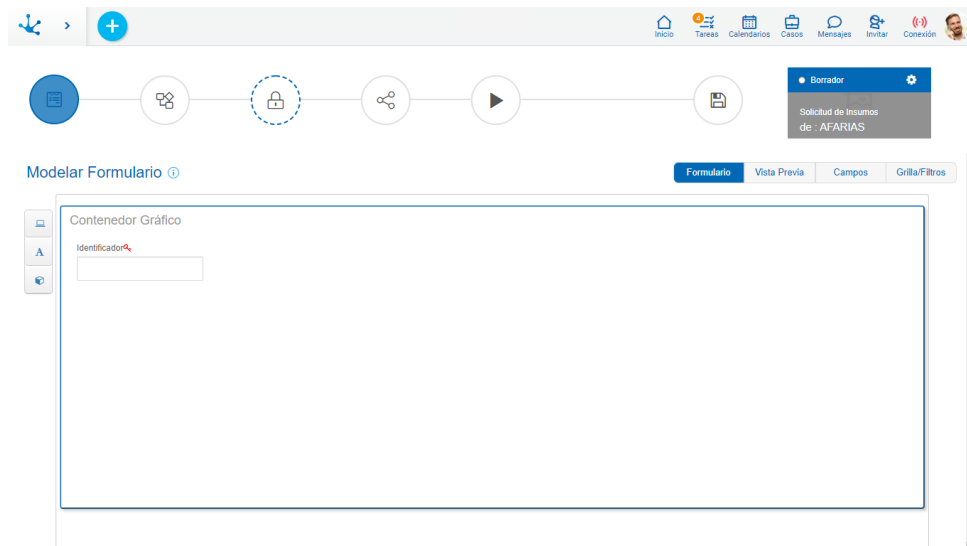 4
Inicio
Tareas
Calendarios
Casos
Mensajes
Invitar
Conexión
Borrador
Solicitud de Insumos
de : AFARIAS
Modelar Formulario
Formulario
Vista Previa
Campos
Grilla/Filtros
Contenedor Gráfico
A
Identificador